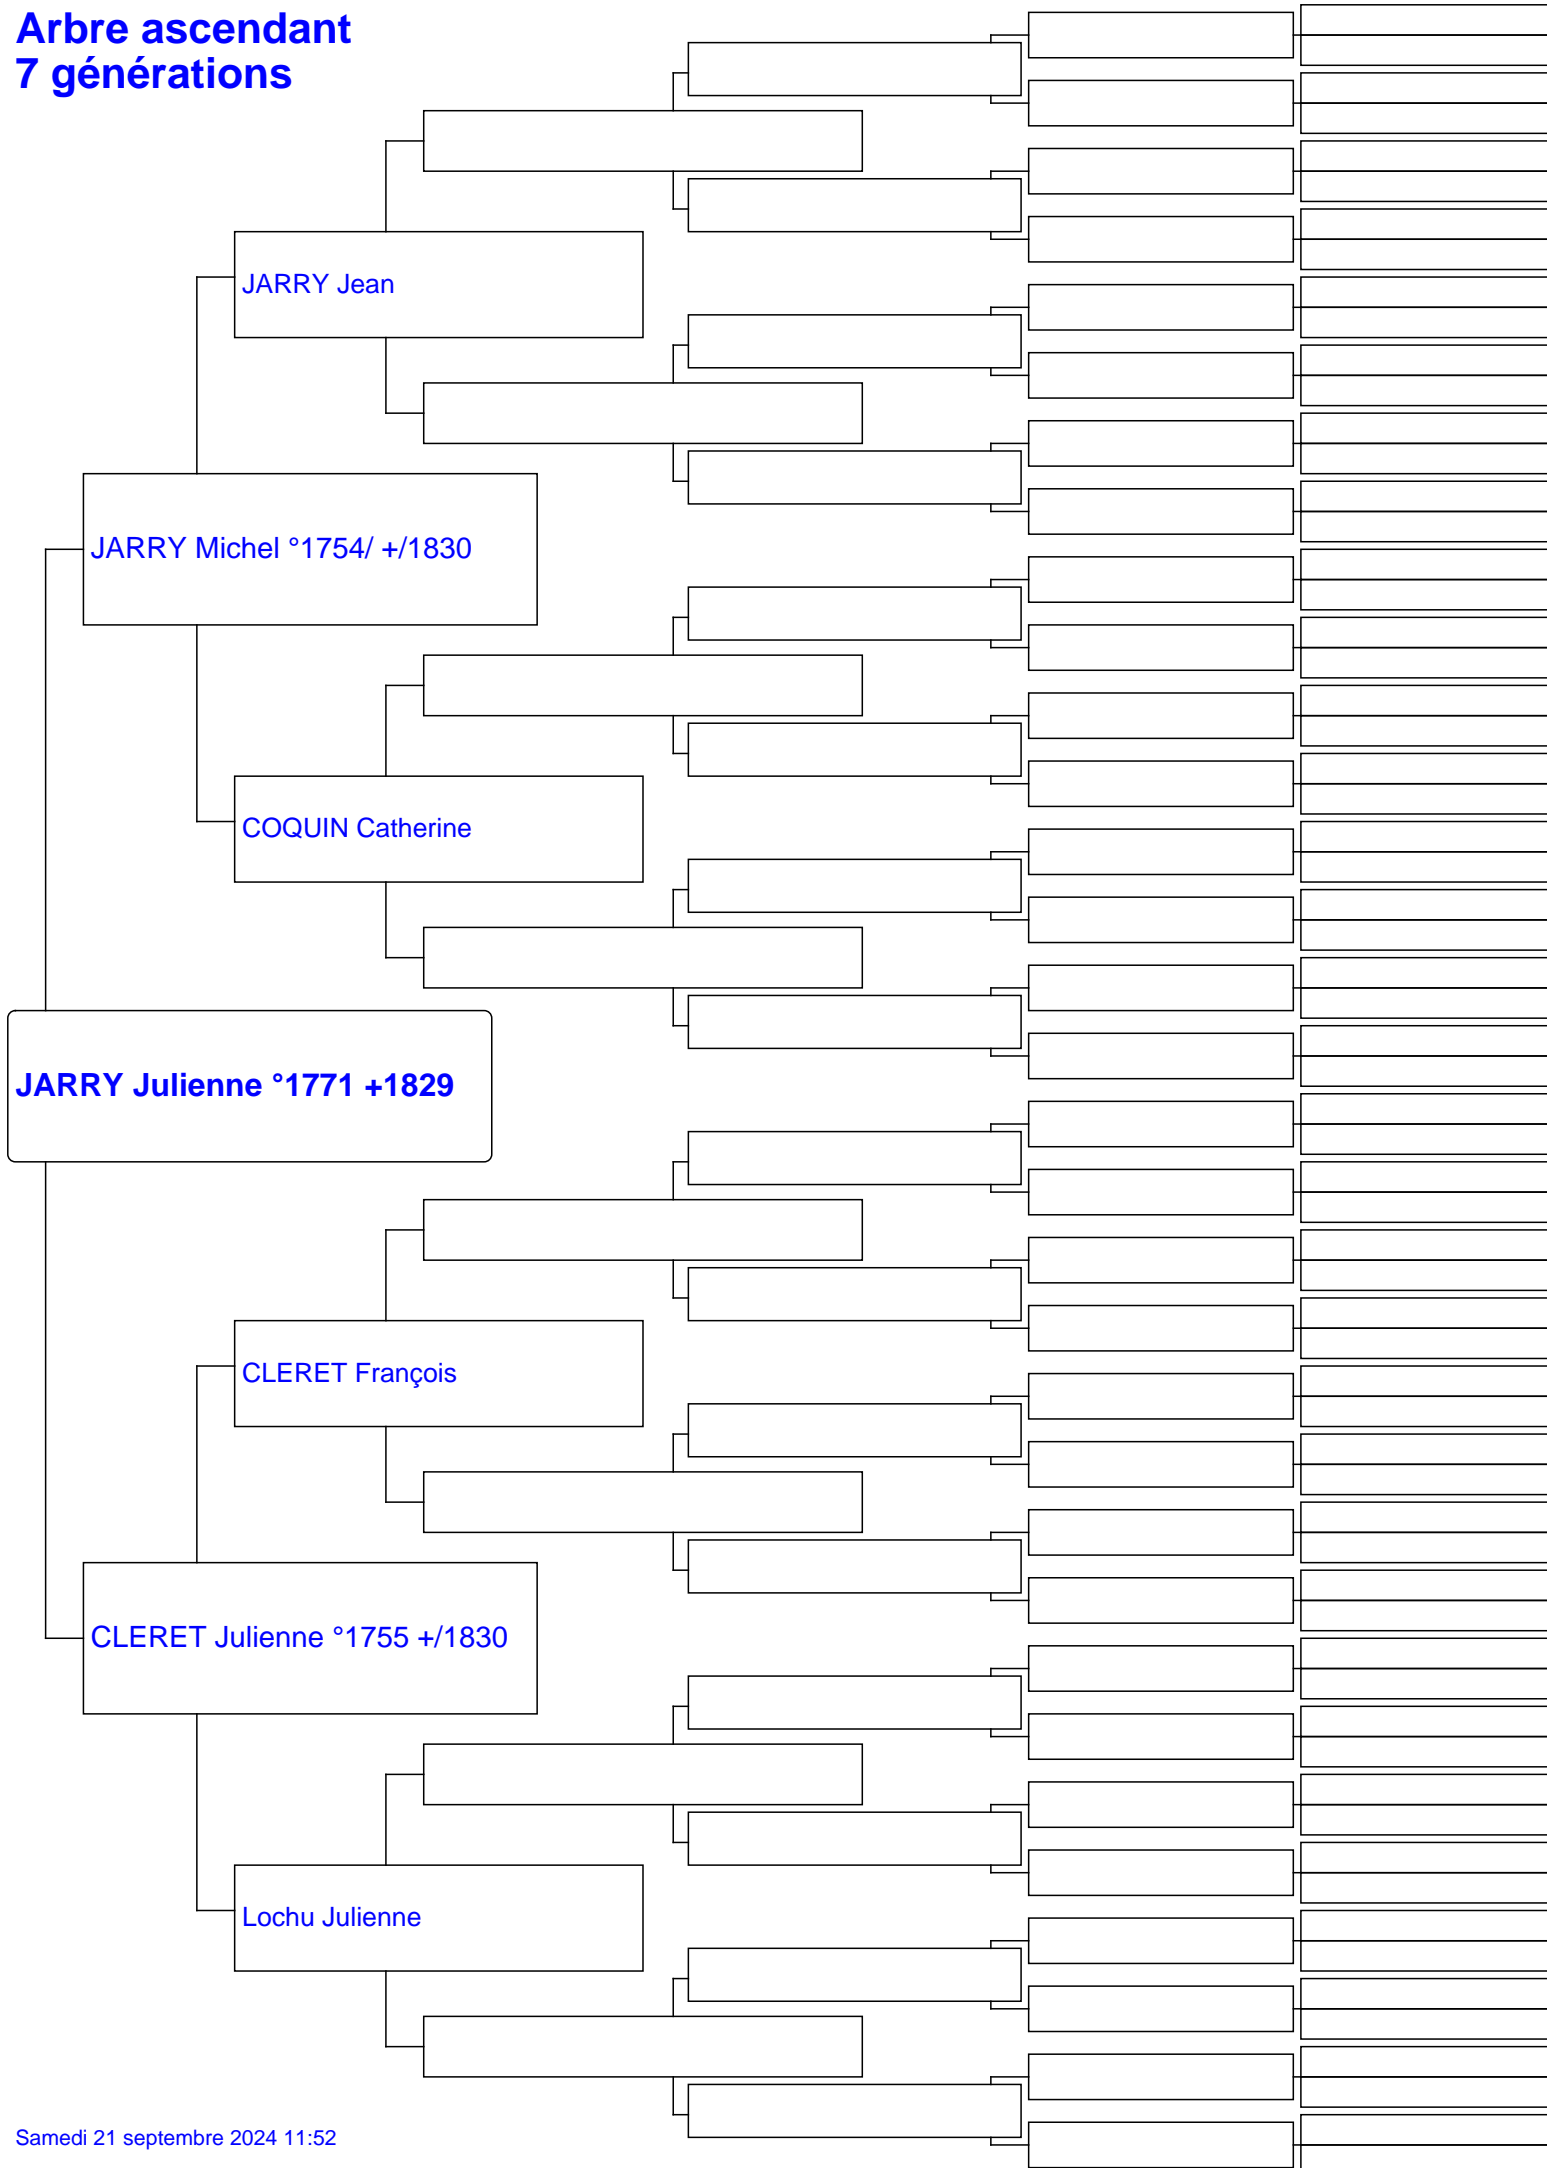 Arbre ascendant
7 générations
JARRY Jean
JARRY Michel °1754/ +/1830
COQUIN Catherine
JARRY Julienne °1771 +1829
CLERET François
CLERET Julienne °1755 +/1830
Lochu Julienne
Samedi 21 septembre 2024 11:52